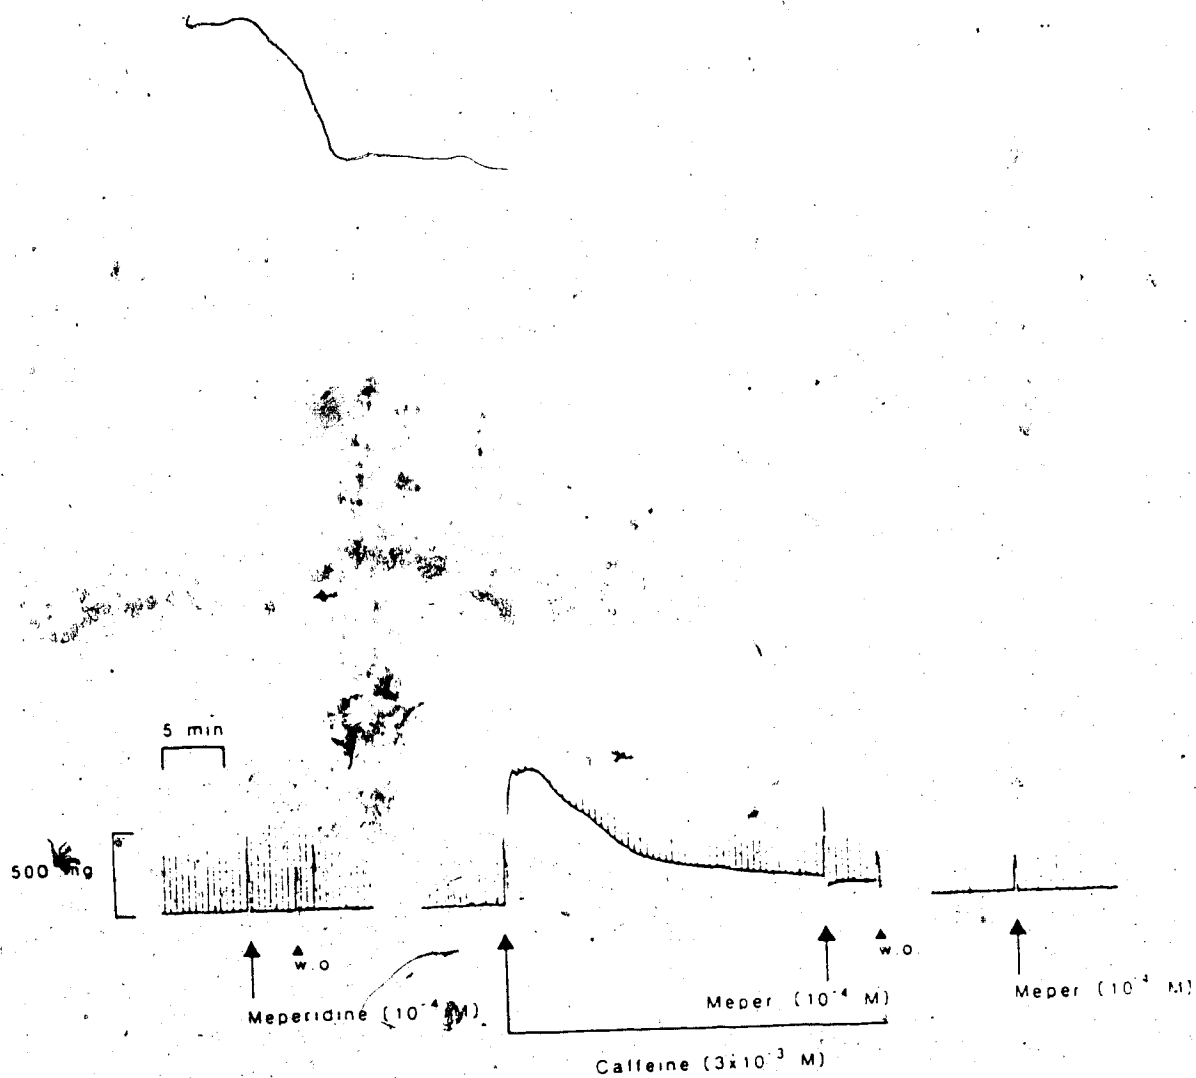 5 min
500 mg
w.o
w.o.
Meperidine (10⁻⁴ M)
Meper (10⁻⁴ M)
Meper (10⁻⁴ M)
Caffeine (3x10⁻³ M)